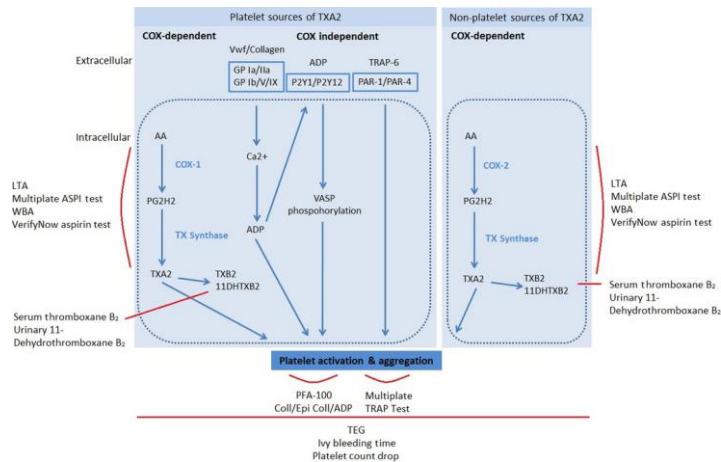 Platelet sources of TXA2
Non-platelet sources of TXA2
COX-dependent
COX independent
COX-dependent
Extracellular
Vwf/Collagen
GP Ia/IIa
GP Ib/V/IX
ADP
P2Y1/P2Y12
TRAP-6
PAR-1/PAR-4
Intracellular
AA
COX-1
PG2H2
TX Synthase
TXA2
TXB2
11DHTXB2
Ca2+
ADP
VASP
phospohorylation
AA
COX-2
PG2H2
TX Synthase
TXA2
TXB2
11DHTXB2
LTA
Multiplate ASPI test
WBA
VerifyNow aspirin test
Serum thromboxane B₂
Urinary 11-
Dehydrothromboxane B₂
LTA
Multiplate ASPI test
WBA
VerifyNow aspirin test
Serum thromboxane B₂
Urinary 11-
Dehydrothromboxane B₂
Platelet activation & aggregation
PFA-100
Coll/Epi Coll/ADP
Multiplate
TRAP Test
TEG
Ivy bleeding time
Platelet count drop